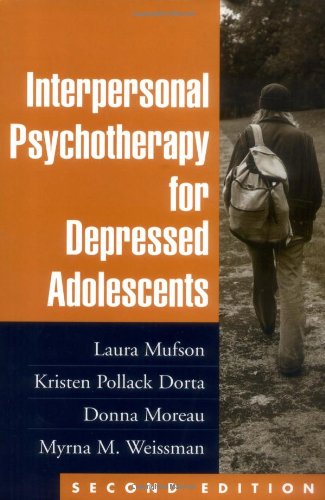 Interpersonal
Psychotherapy
for
Depressed
Adolescents
Laura Mufson
Kristen Pollack Dorta
Donna Moreau
Myrna M. Weissman
SECOND EDITION